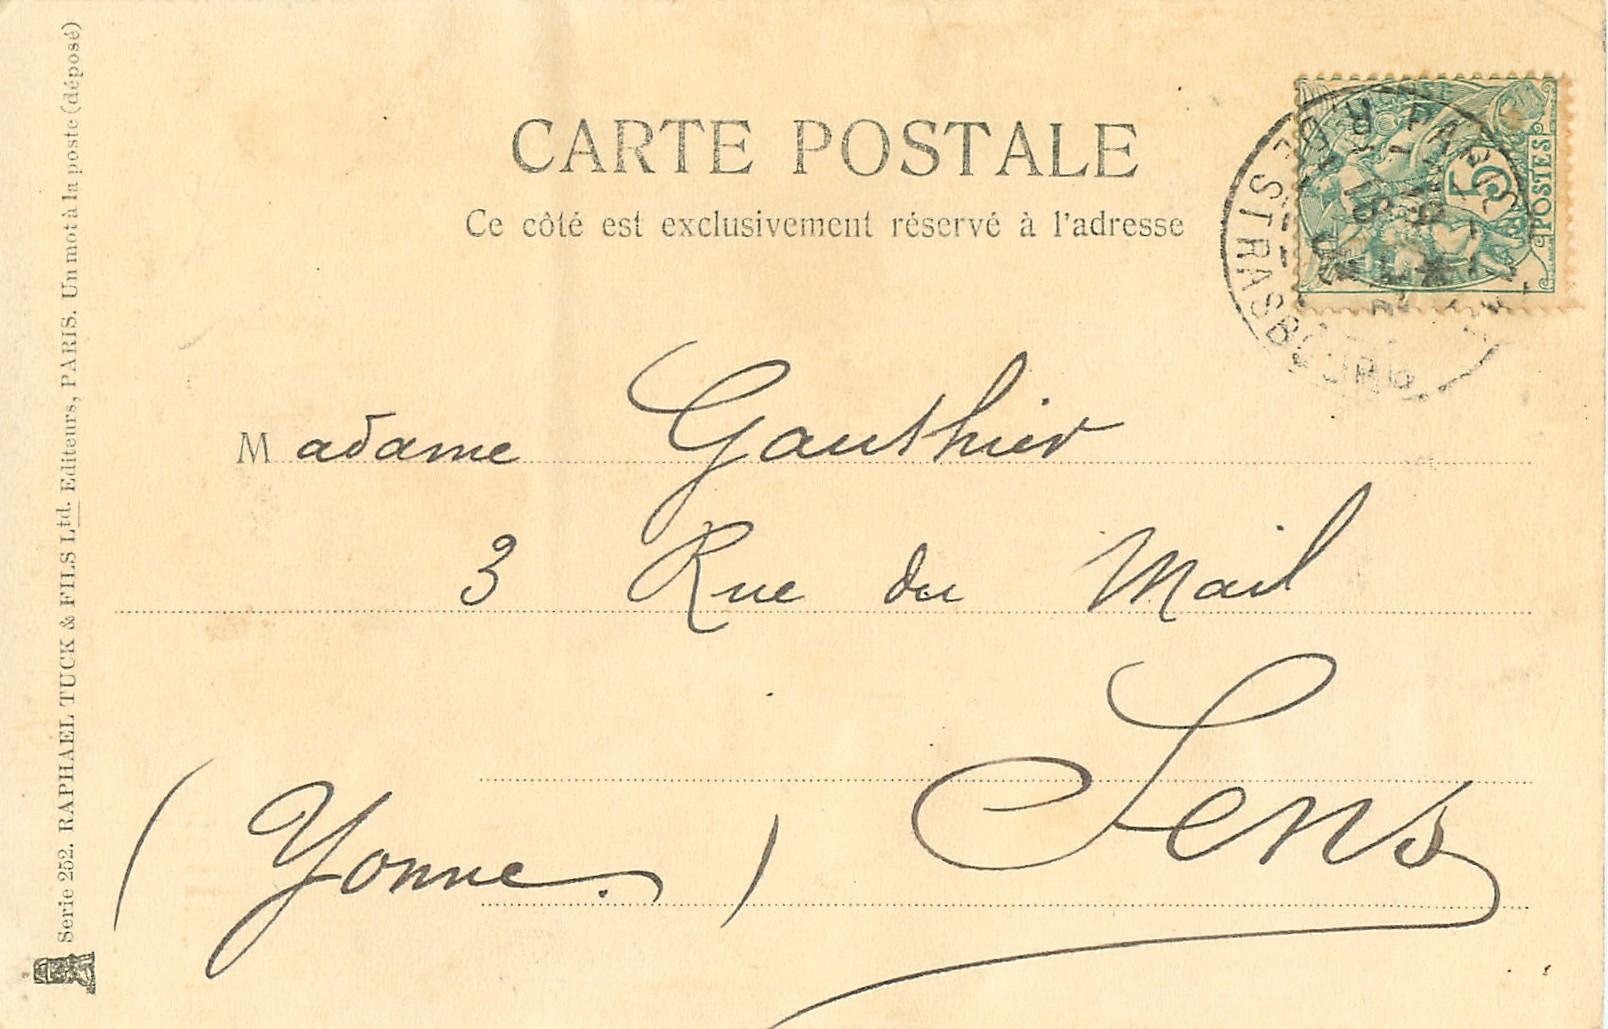 CARTE POSTALE
Ce côté est exclusivement réservé à l'adresse
5
POSTES
STRASBOURG
Madame Gauthier
3 Rue du Mail
Sens
(Yonne.)
Serie 252. RAPHAEL TUCK & FILS Ltd. Editeurs, PARIS. Un mot à la poste (déposé)